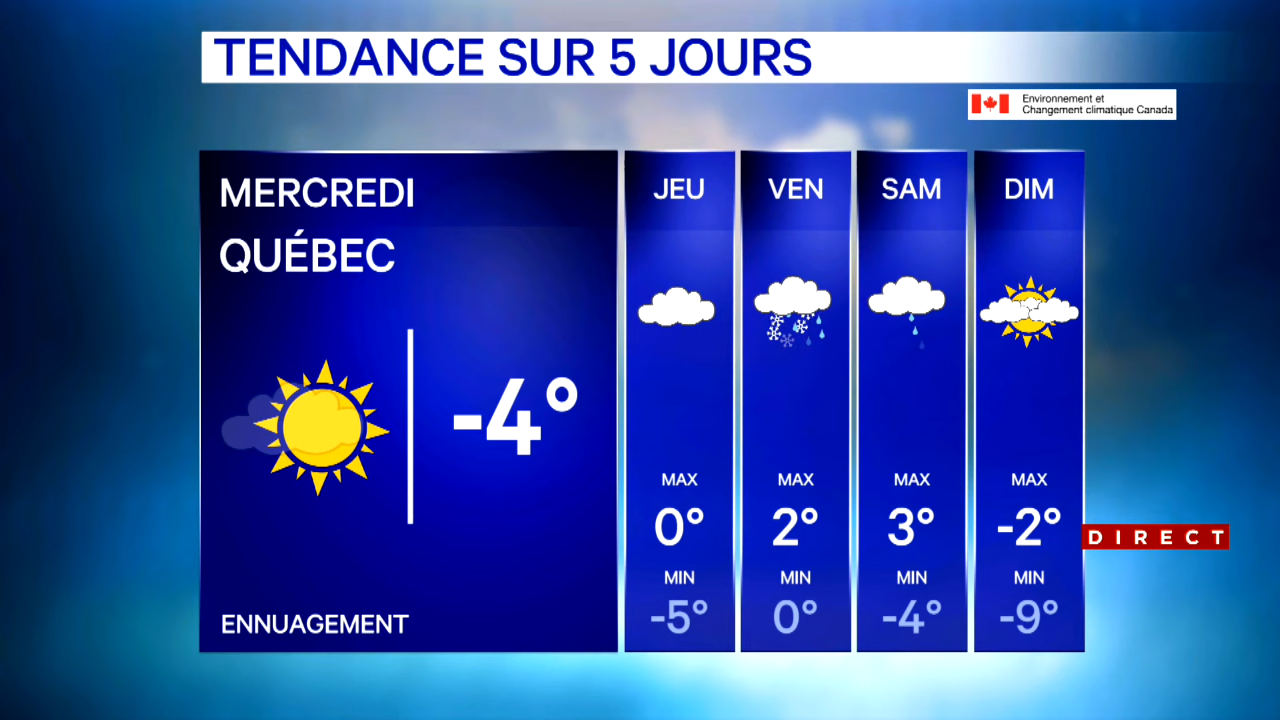 TENDANCE SUR 5 JOURS
Environnement et
Changement climatique Canada
MERCREDI
QUÉBEC
-4°
ENNUAGEMENT
JEU
MAX
0°
MIN
-5°
VEN
MAX
2°
MIN
0°
SAM
MAX
3°
MIN
-4°
DIM
MAX
-2°
MIN
-9°
DIRECT